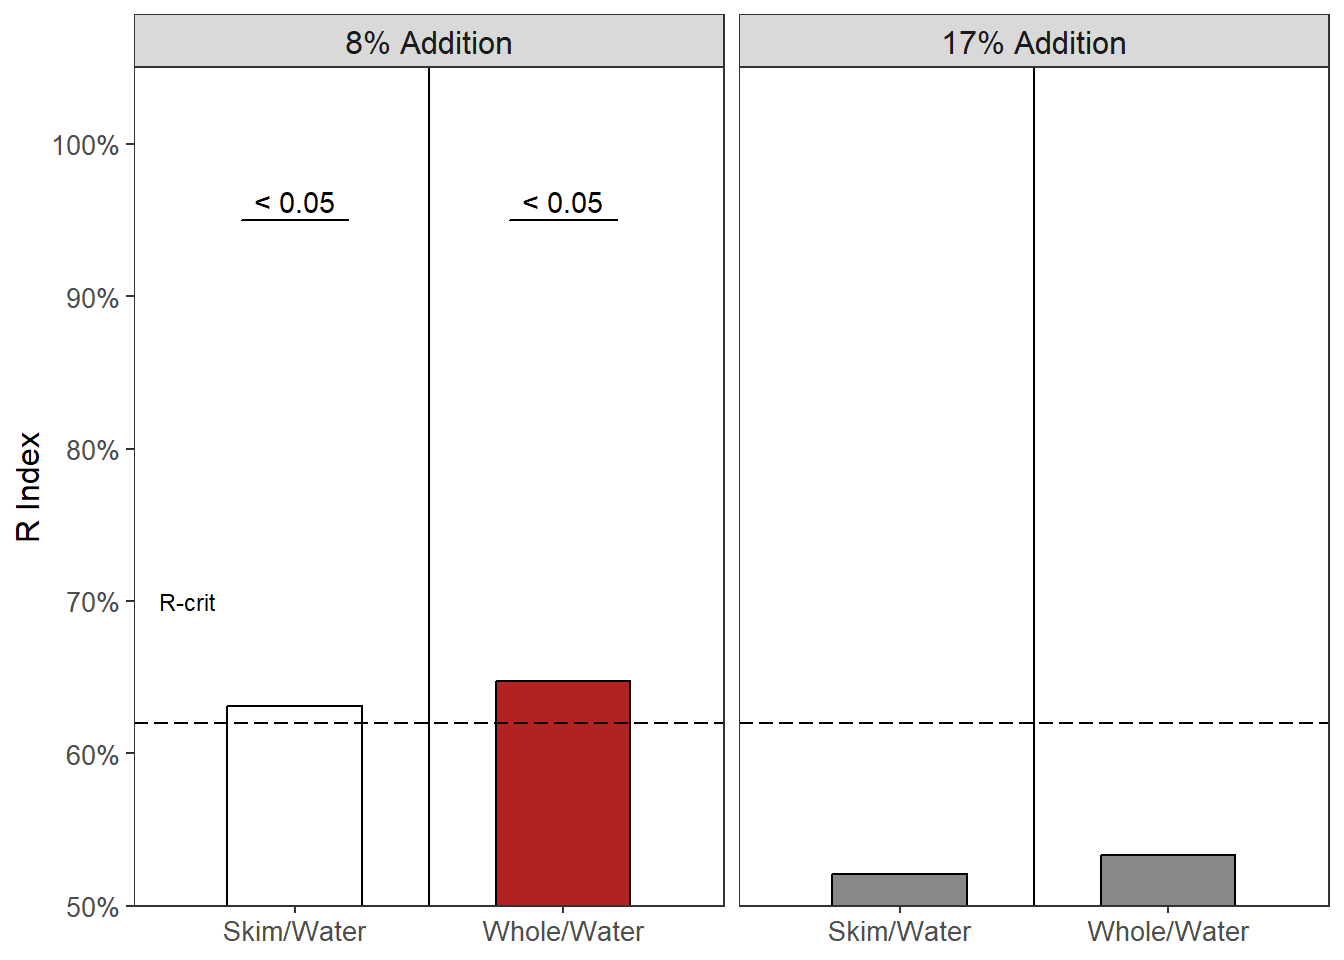 8% Addition
17% Addition
100%
90%
80%
70%
60%
50%
R Index
< 0.05
< 0.05
R-crit
Skim/Water
Whole/Water
Skim/Water
Whole/Water